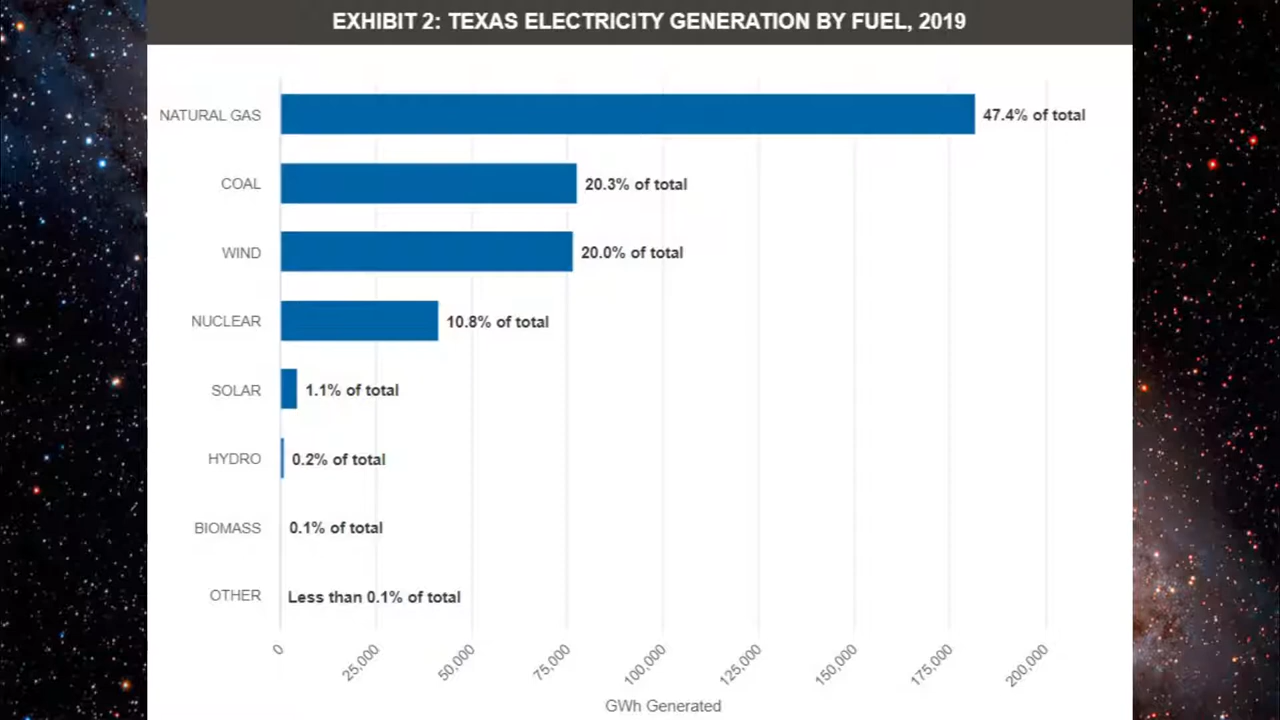 EXHIBIT 2: TEXAS ELECTRICITY GENERATION BY FUEL, 2019
NATURAL GAS 47.4% of total
COAL 20.3% of total
WIND 20.0% of total
NUCLEAR 10.8% of total
SOLAR 1.1% of total
HYDRO 0.2% of total
BIOMASS 0.1% of total
OTHER Less than 0.1% of total
0 25,000 50,000 75,000 100,000 125,000 150,000 175,000 200,000
GWh Generated